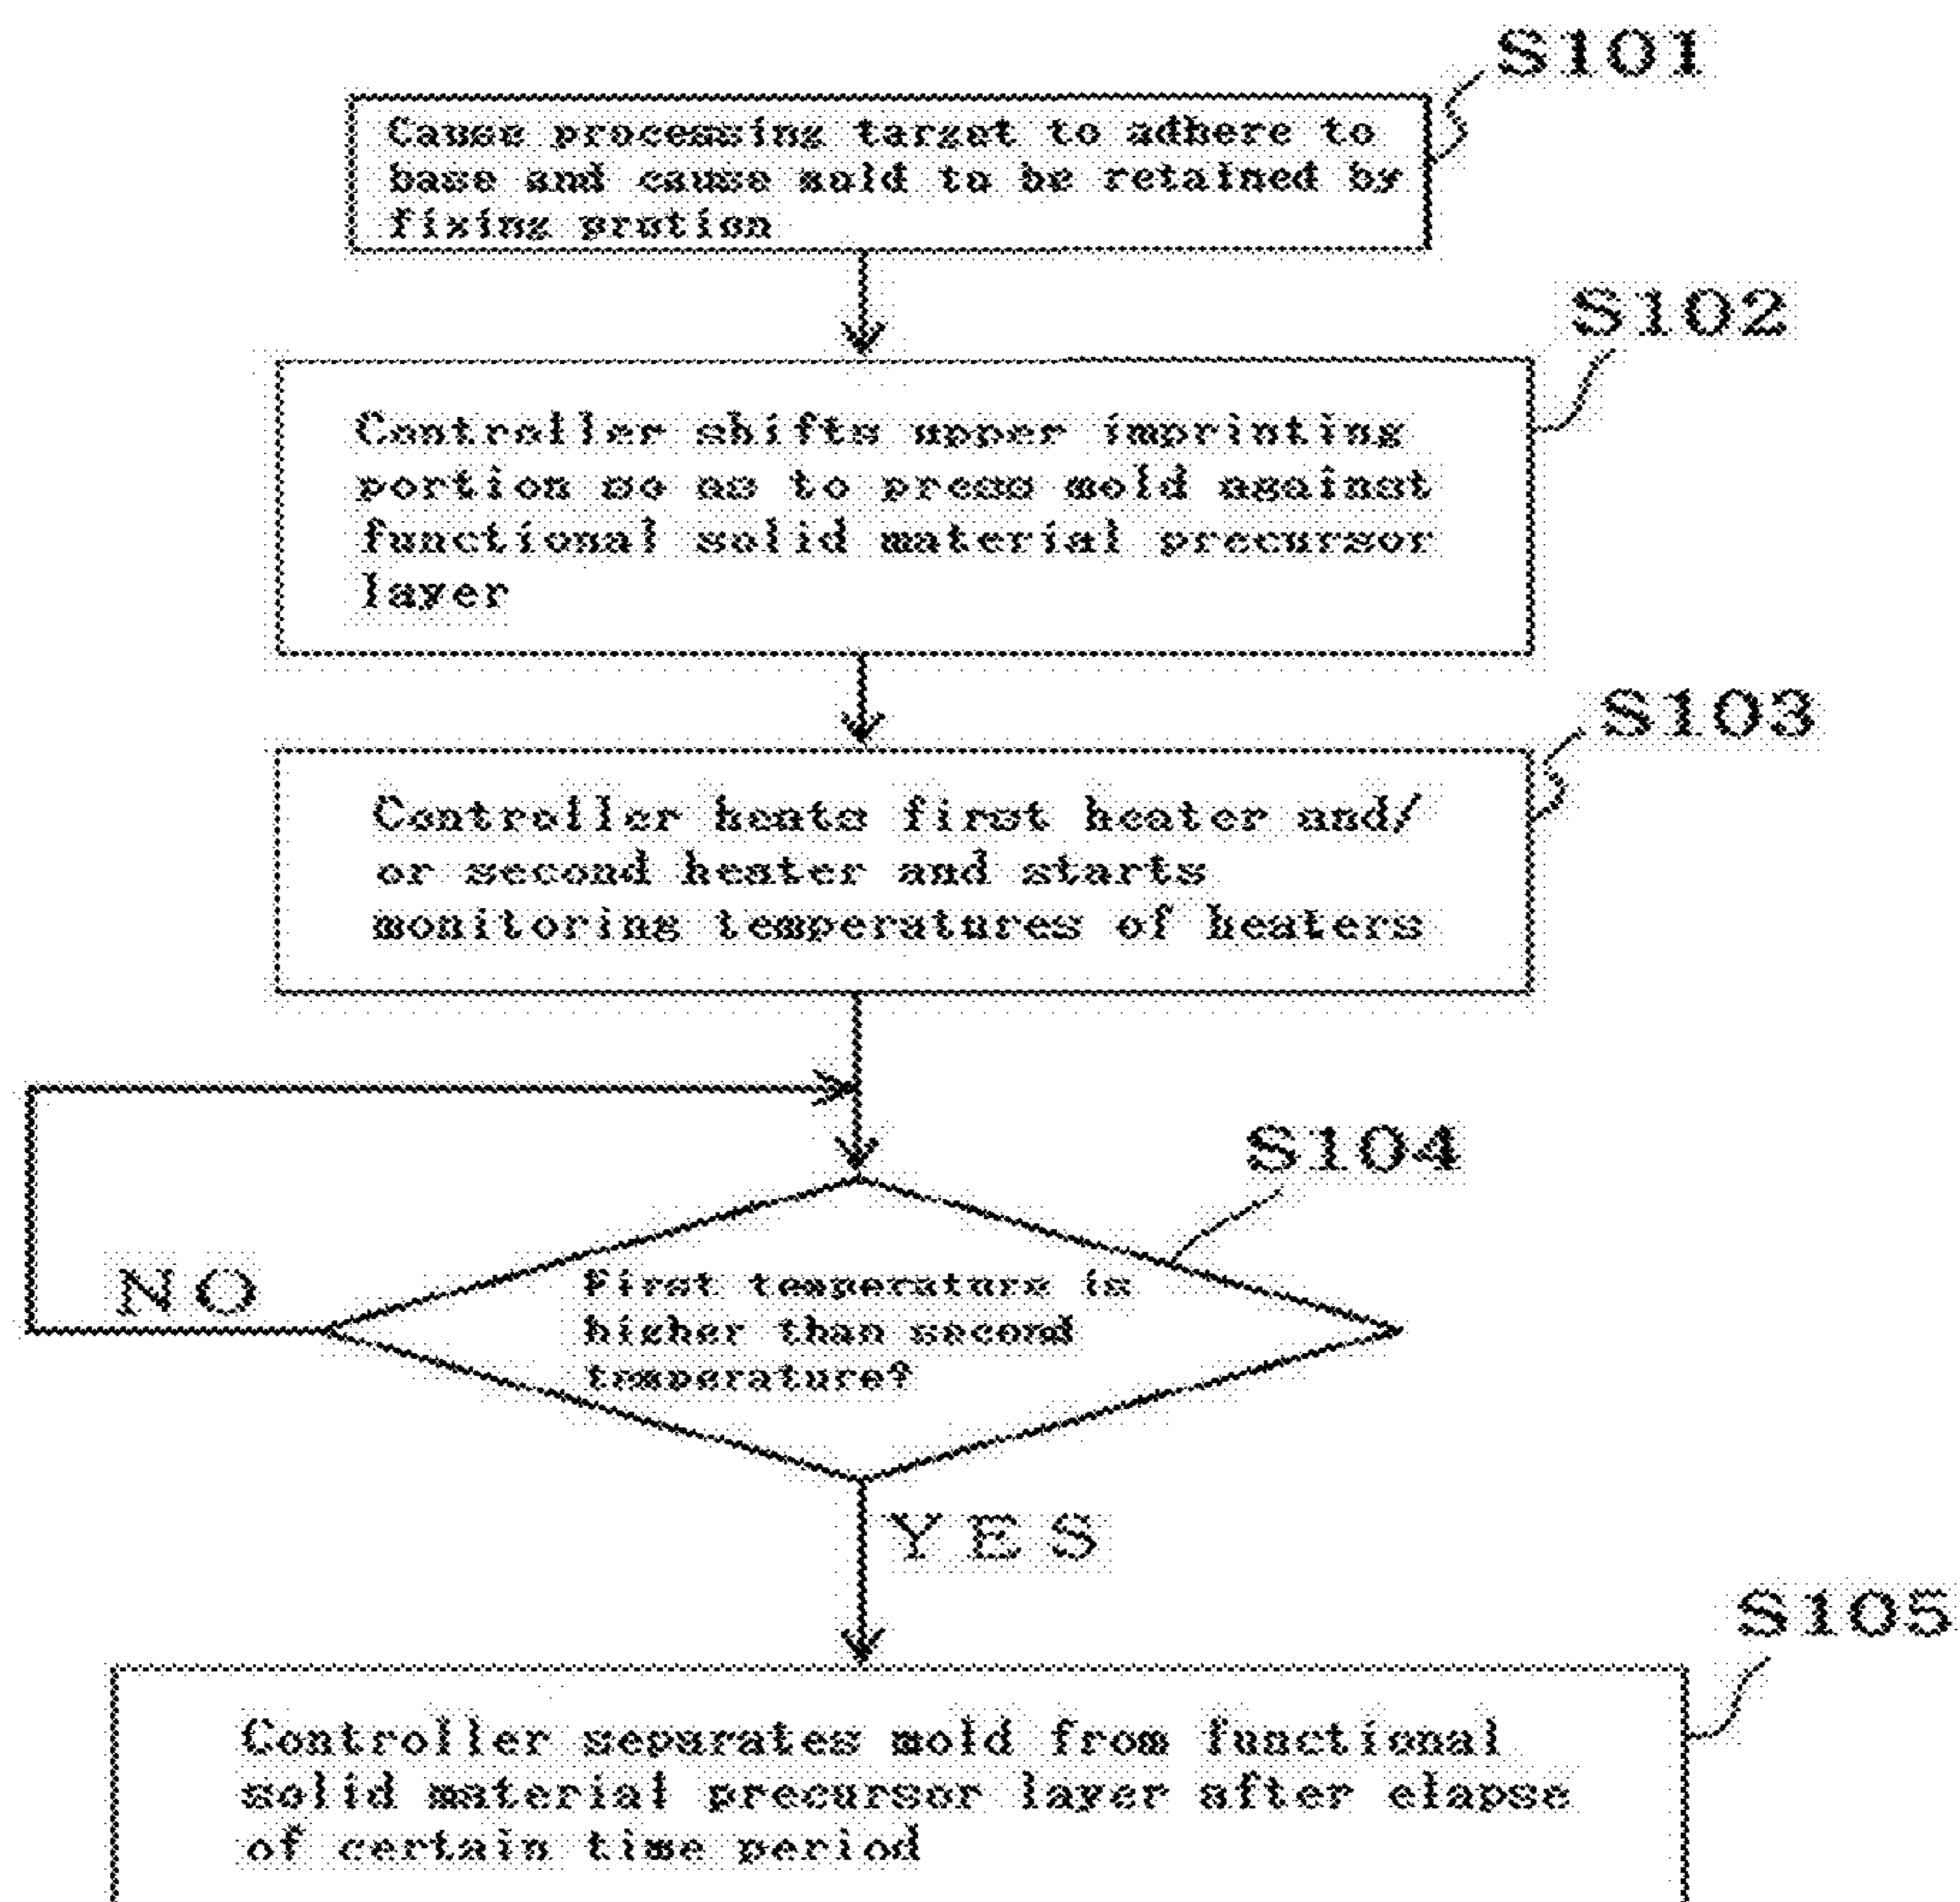 S101
Cause processing target to adhere to
base and cause mold to be retained by
fixing protion
S102
Controller shifts upper imprinting
portion so as to press mold against
functional solid material precursor
layer
S103
Controller heats first heater and/
or second heater and starts
monitoring temperatures of heaters
S104
NO
First temperature is
higher than second
temperature?
YES
S105
Controller separates mold from functional
solid material precursor layer after elapse
of certain time period